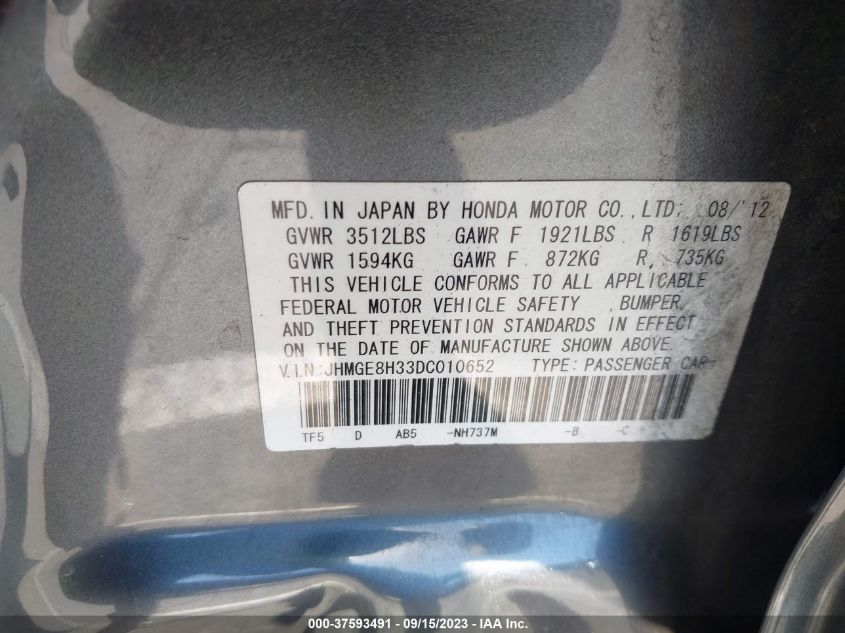 MFD. IN JAPAN BY HONDA MOTOR CO.,LTD. 08/'12
GVWR 3512LBS GAWR F 1921LBS R 1619LBS
GVWR 1594KG GAWR F 872KG R 735KG
THIS VEHICLE CONFORMS TO ALL APPLICABLE
FEDERAL MOTOR VEHICLE SAFETY , BUMPER,
AND THEFT PREVENTION STANDARDS IN EFFECT
ON THE DATE OF MANUFACTURE SHOWN ABOVE.
V.I.N:JHMGE8H33DC010652 TYPE: PASSENGER CAR
TF5 D AB5 -NH737M -B -C
000-37593491 - 09/15/2023 - IAA Inc.